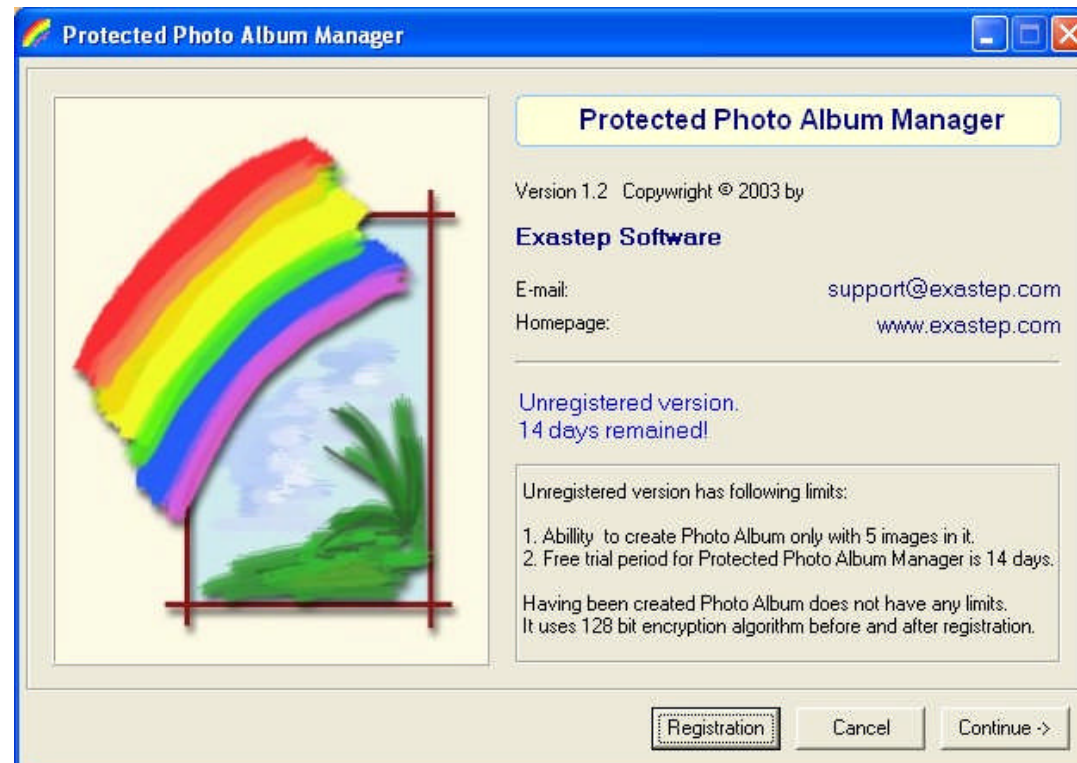 Protected Photo Album Manager
Protected Photo Album Manager
Version 1.2 Copywright © 2003 by
Exastep Software
E-mail: support@exastep.com
Homepage: www.exastep.com
Unregistered version.
14 days remained!
Unregistered version has following limits:
1. Abillity to create Photo Album only with 5 images in it.
2. Free trial period for Protected Photo Album Manager is 14 days.
Having been created Photo Album does not have any limits.
It uses 128 bit encryption algorithm before and after registration.
Registration Cancel Continue ->